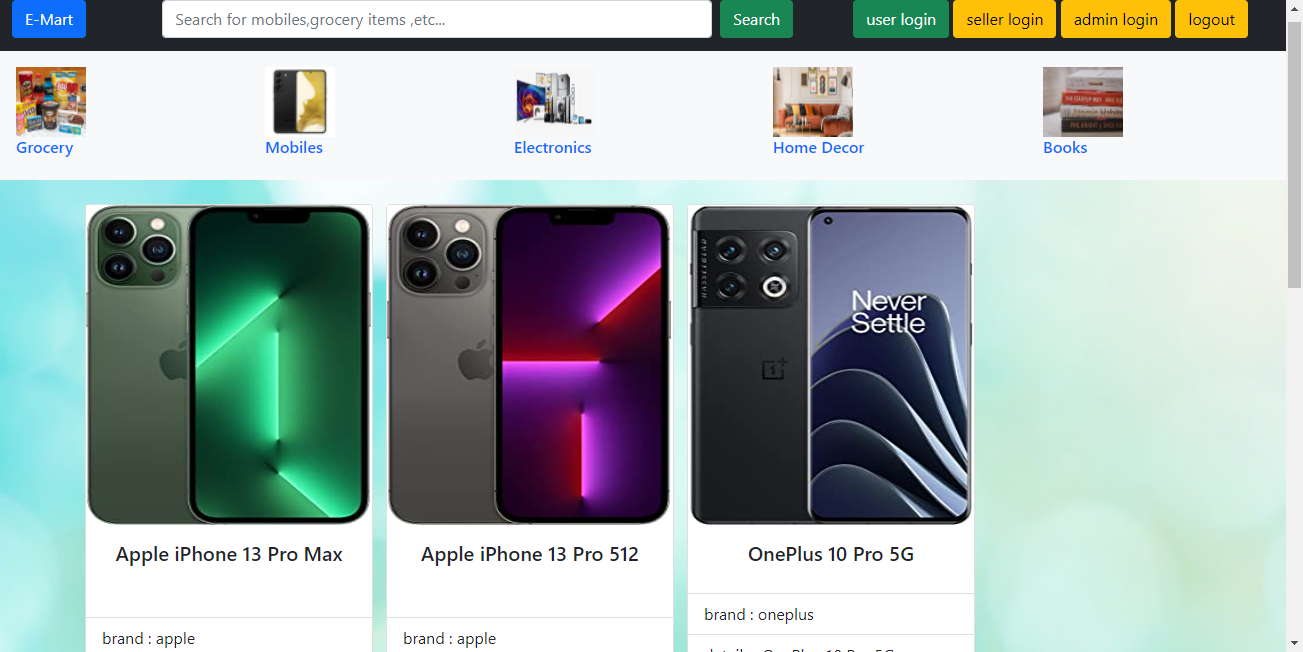 E-Mart
Search for mobiles,grocery items ,etc...
Search
user login
seller login
admin login
logout
Grocery
Mobiles
Electronics
Home Decor
Books
HASSELBLAD
Never
Settle
Apple iPhone 13 Pro Max
Apple iPhone 13 Pro 512
OnePlus 10 Pro 5G
brand : apple
brand : apple
brand : oneplus